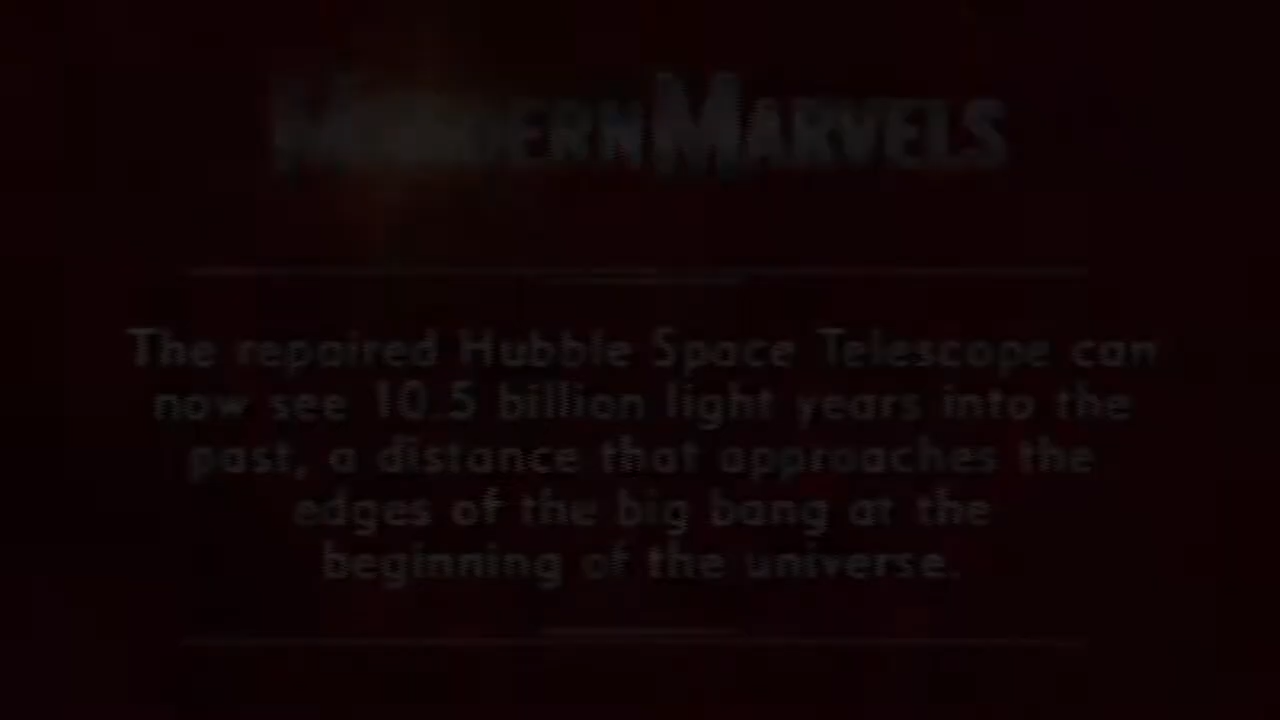 MODERN MARVELS
The repaired Hubble Space Telescope can
now see 10.5 billion light years into the
past, a distance that approaches the
edges of the big bang at the
beginning of the universe.